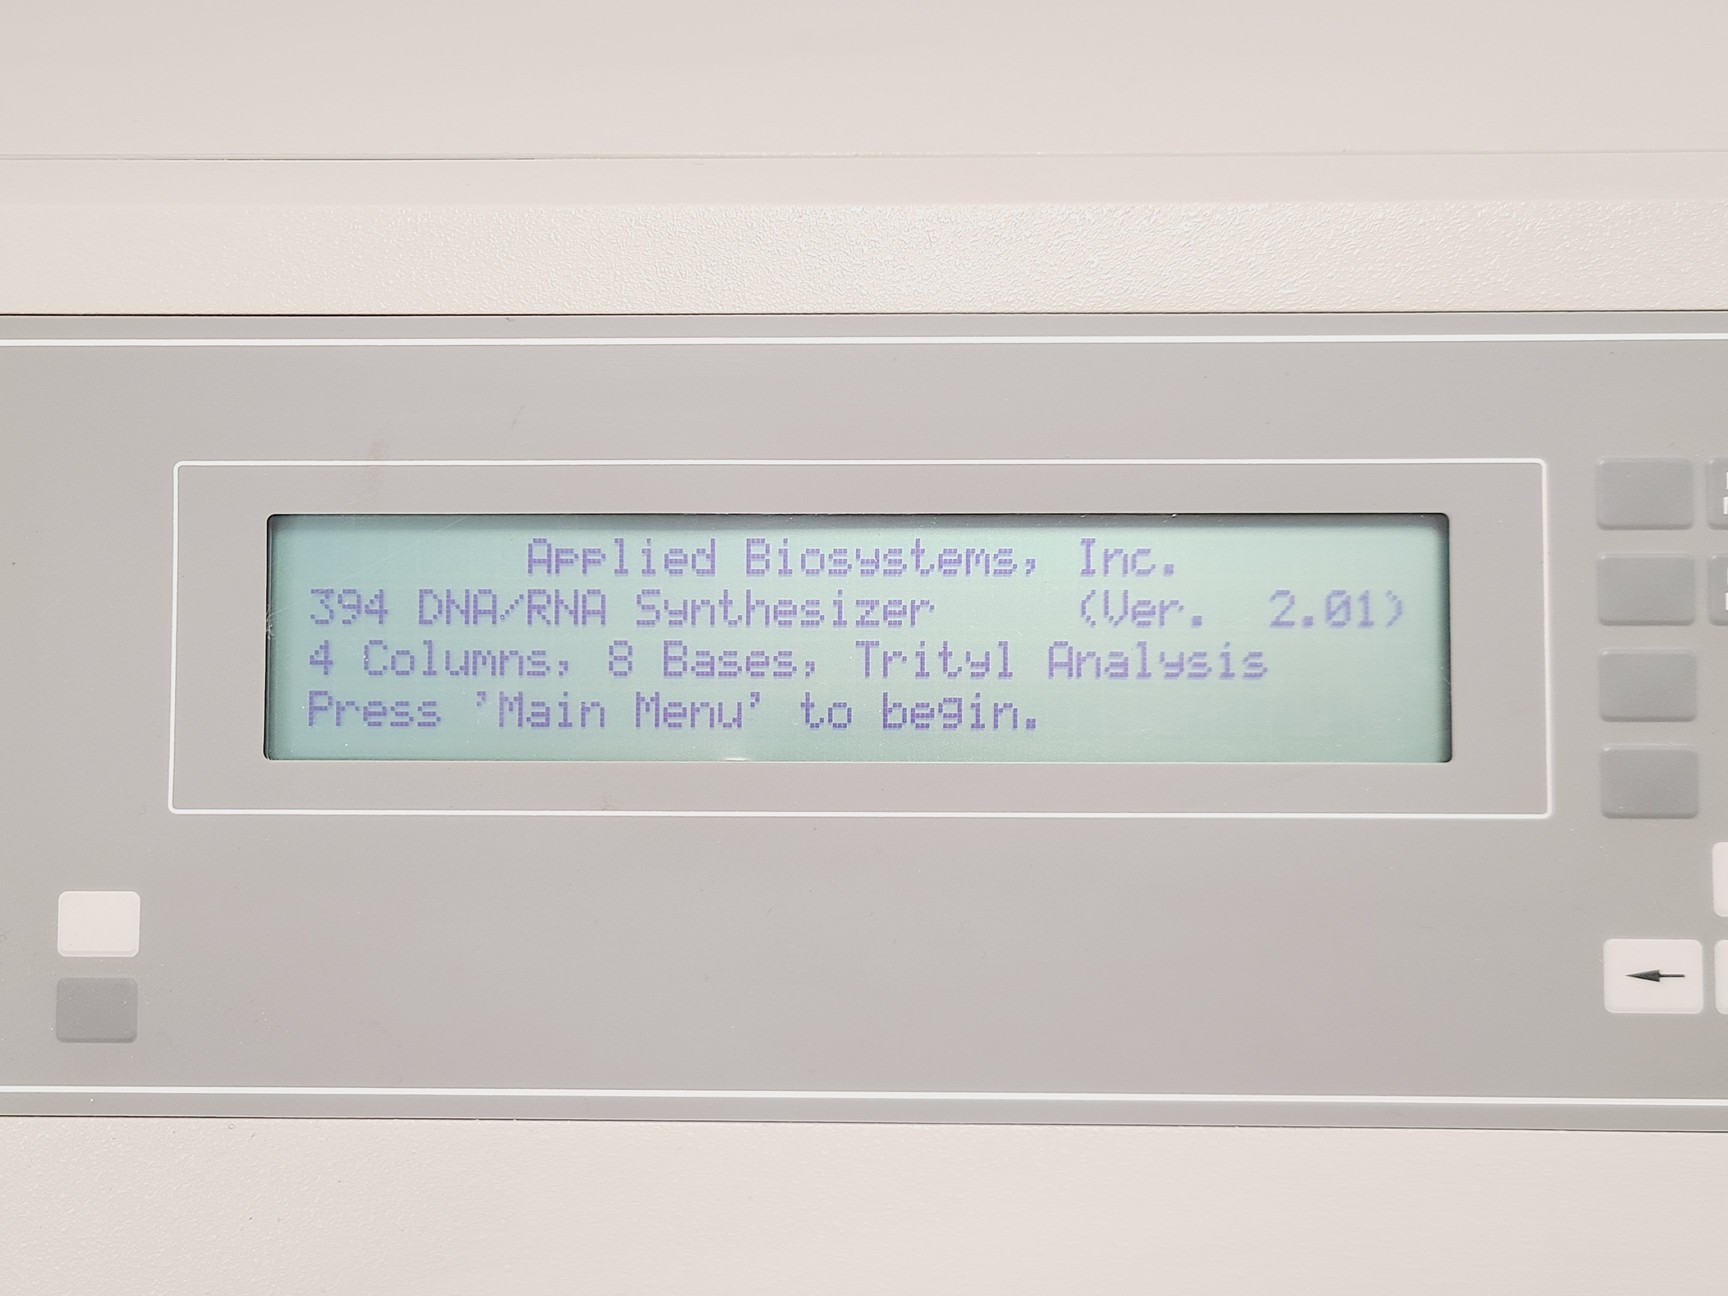 Applied Biosystems, Inc.
394 DNA/RNA Synthesizer (Ver. 2.01)
4 Columns, 8 Bases, Trityl Analysis
Press 'Main Menu' to begin.